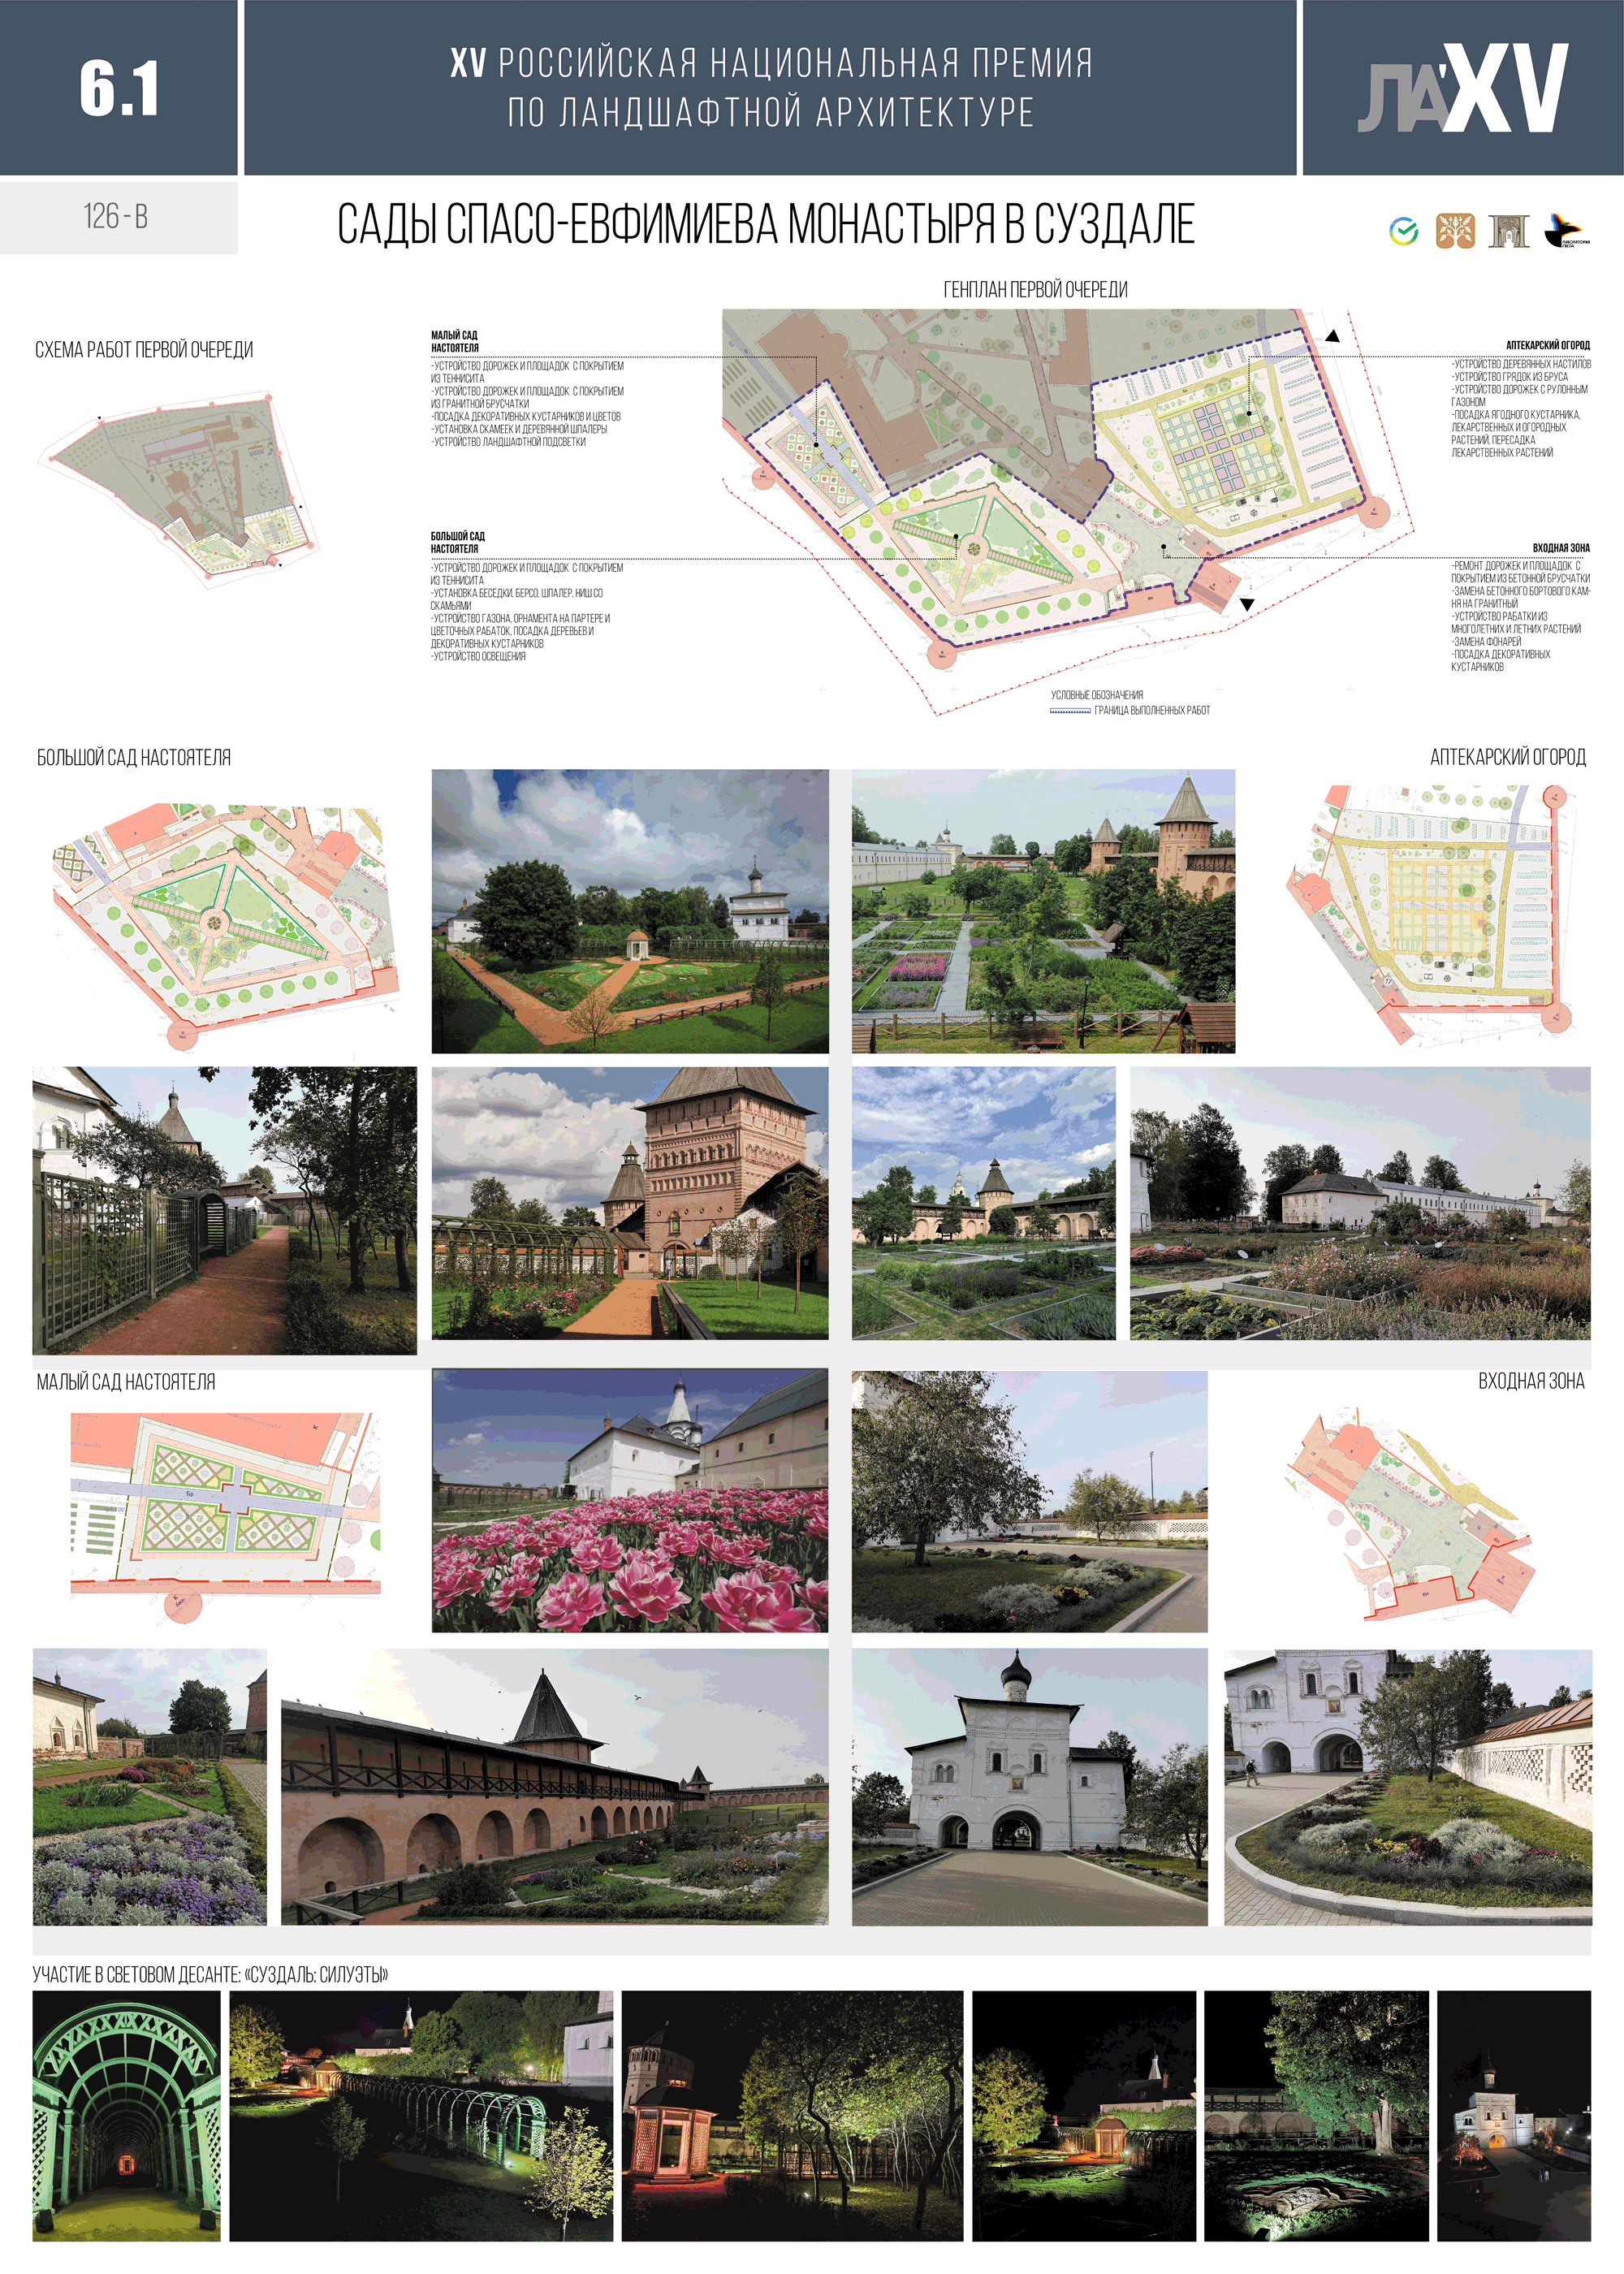 6.1
XV РОССИЙСКАЯ НАЦИОНАЛЬНАЯ ПРЕМИЯ
ПО ЛАНДШАФТНОЙ АРХИТЕКТУРЕ
ЛА'XV
126-В
САДЫ СПАСО-ЕВФИМИЕВА МОНАСТЫРЯ В СУЗДАЛЕ
ЛАБОРАТОРИЯ
СВЕТА
ГЕНПЛАН ПЕРВОЙ ОЧЕРЕДИ
СХЕМА РАБОТ ПЕРВОЙ ОЧЕРЕДИ
МАЛЫЙ САД
НАСТОЯТЕЛЯ
-УСТРОЙСТВО ДОРОЖЕК И ПЛОЩАДОК С ПОКРЫТИЕМ
ИЗ ТЕННИСИТА
-УСТРОЙСТВО ДОРОЖЕК И ПЛОЩАДОК С ПОКРЫТИЕМ
ИЗ ГРАНИТНОЙ БРУСЧАТКИ
-ПОСАДКА ДЕКОРАТИВНЫХ КУСТАРНИКОВ И ЦВЕТОВ
-УСТАНОВКА СКАМЕЕК И ДЕРЕВЯННОЙ ШПАЛЕРЫ
-УСТРОЙСТВО ЛАНДШАФТНОЙ ПОДСВЕТКИ
БОЛЬШОЙ САД
НАСТОЯТЕЛЯ
-УСТРОЙСТВО ДОРОЖЕК И ПЛОЩАДОК С ПОКРЫТИЕМ
ИЗ ТЕННИСИТА
-УСТАНОВКА БЕСЕДКИ, БЕРСО, ШПАЛЕР, НИШ СО
СКАМЬЯМИ
-УСТРОЙСТВО ГАЗОНА, ОРНАМЕНТА НА ПАРТЕРЕ И
ЦВЕТОЧНЫХ РАБАТОК, ПОСАДКА ДЕРЕВЬЕВ И
ДЕКОРАТИВНЫХ КУСТАРНИКОВ
-УСТРОЙСТВО ОСВЕЩЕНИЯ
АПТЕКАРСКИЙ ОГОРОД
-УСТРОЙСТВО ДЕРЕВЯННЫХ НАСТИЛОВ
-УСТРОЙСТВО ГРЯДОК ИЗ БРУСА
-УСТРОЙСТВО ДОРОЖЕК С РУЛОННЫМ
ГАЗОНОМ
-ПОСАДКА ЯГОДНОГО КУСТАРНИКА,
ЛЕКАРСТВЕННЫХ И ОГОРОДНЫХ
РАСТЕНИЙ, ПЕРЕСАДКА
ЛЕКАРСТВЕННЫХ РАСТЕНИЙ
ВХОДНАЯ ЗОНА
-РЕМОНТ ДОРОЖЕК И ПЛОЩАДОК С
ПОКРЫТИЕМ ИЗ БЕТОННОЙ БРУСЧАТКИ
-ЗАМЕНА БЕТОННОГО БОРТОВОГО КАМ-
НЯ НА ГРАНИТНЫЙ
-УСТРОЙСТВО РАБАТКИ ИЗ
МНОГОЛЕТНИХ И ЛЕТНИХ РАСТЕНИЙ
-ЗАМЕНА ФОНАРЕЙ
-ПОСАДКА ДЕКОРАТИВНЫХ
КУСТАРНИКОВ
УСЛОВНЫЕ ОБОЗНАЧЕНИЯ
ГРАНИЦА ВЫПОЛНЕННЫХ РАБОТ
БОЛЬШОЙ САД НАСТОЯТЕЛЯ
АПТЕКАРСКИЙ ОГОРОД
МАЛЫЙ САД НАСТОЯТЕЛЯ
ВХОДНАЯ ЗОНА
УЧАСТИЕ В СВЕТОВОМ ДЕСАНТЕ: «СУЗДАЛЬ: СИЛУЭТЫ»